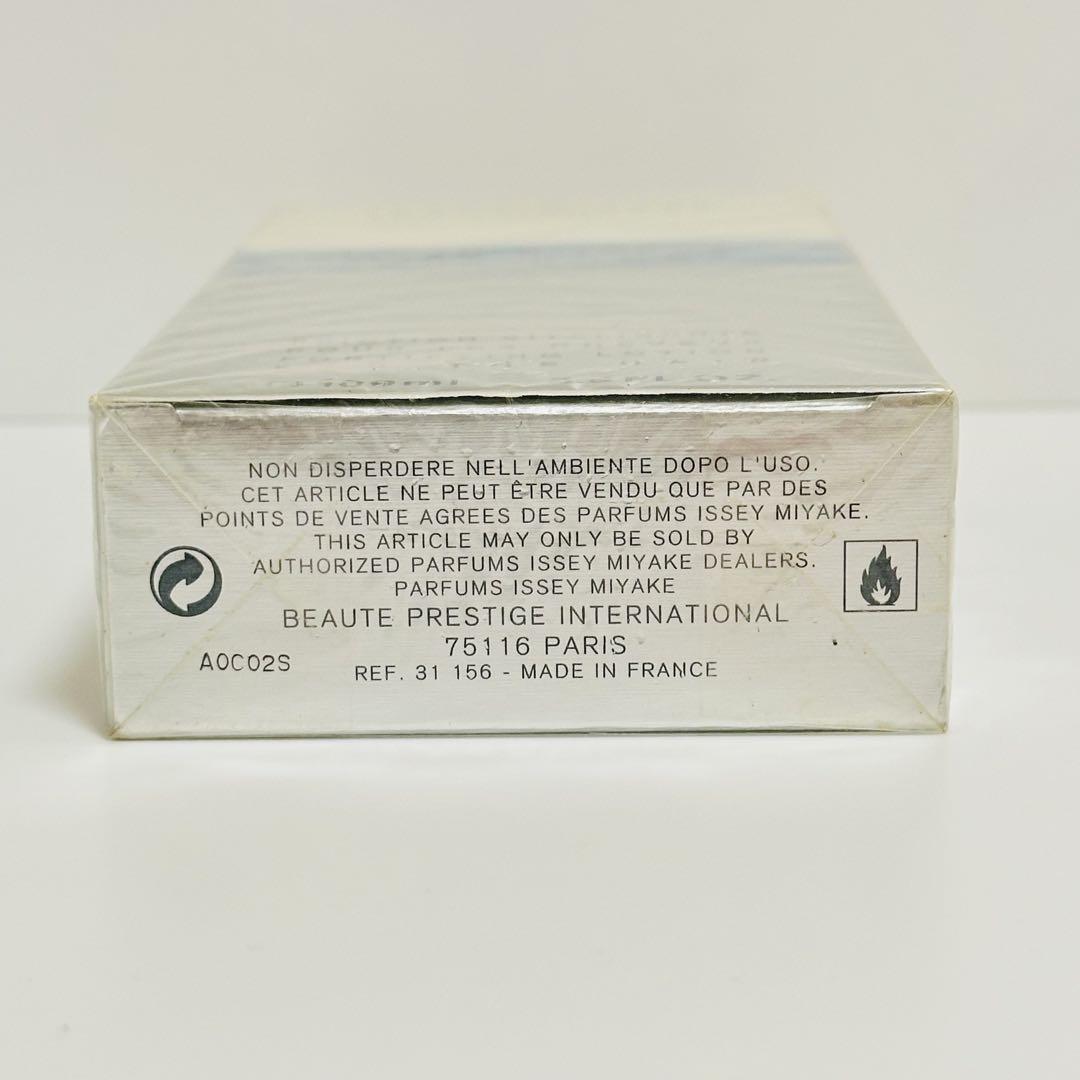 100ml
NON DISPERDERE NELL'AMBIENTE DOPO L'USO.
CET ARTICLE NE PEUT ÊTRE VENDU QUE PAR DES
POINTS DE VENTE AGREES DES PARFUMS ISSEY MIYAKE.
THIS ARTICLE MAY ONLY BE SOLD BY
AUTHORIZED PARFUMS ISSEY MIYAKE DEALERS.
PARFUMS ISSEY MIYAKE
BEAUTE PRESTIGE INTERNATIONAL
75116 PARIS
A0C02S
REF. 31 156 - MADE IN FRANCE